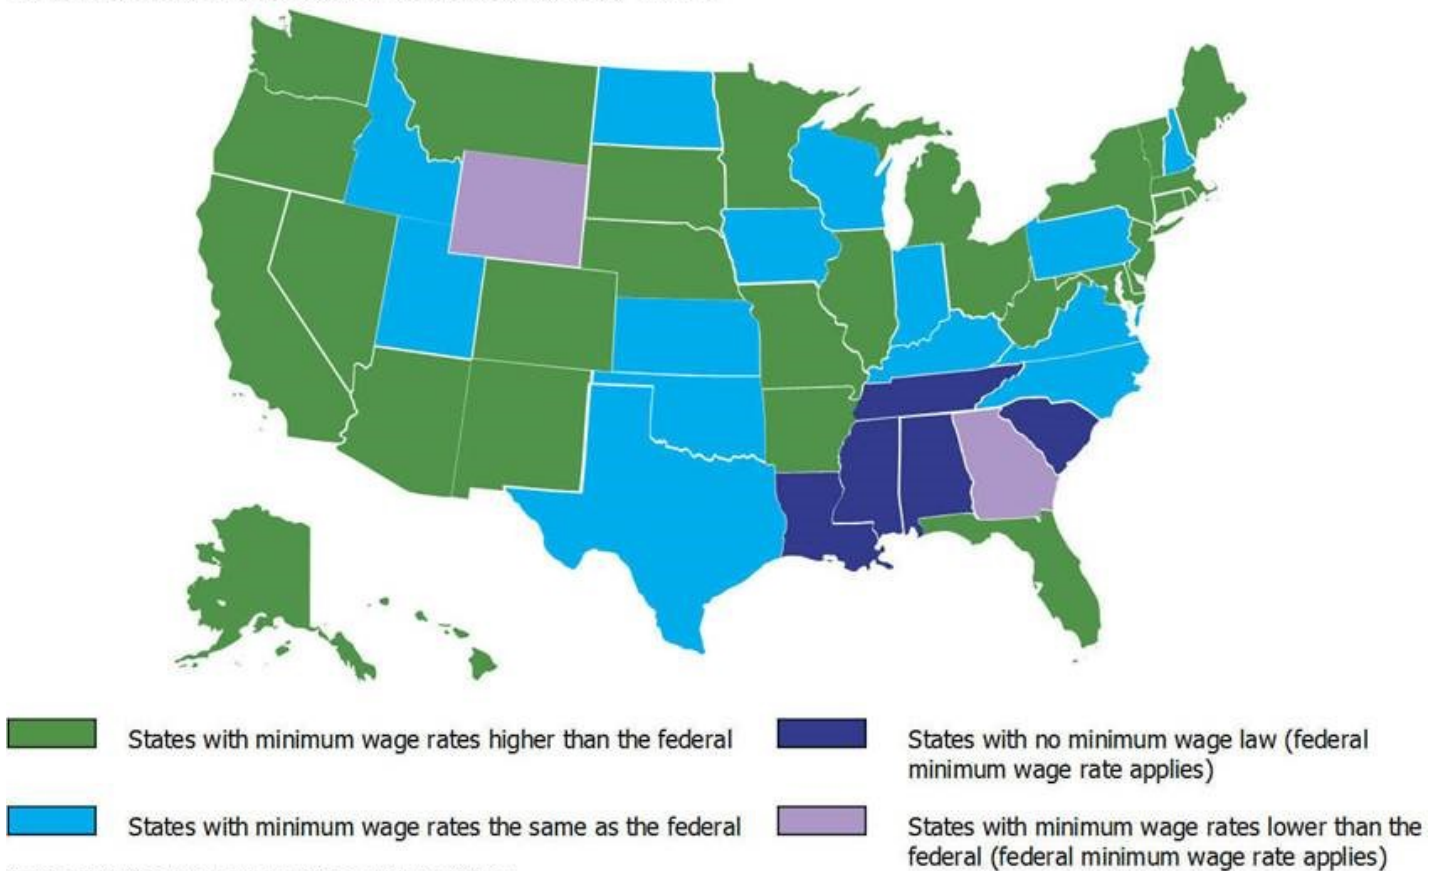 States with minimum wage rates higher than the federal
States with no minimum wage law (federal
minimum wage rate applies)
States with minimum wage rates the same as the federal
States with minimum wage rates lower than the
federal (federal minimum wage rate applies)